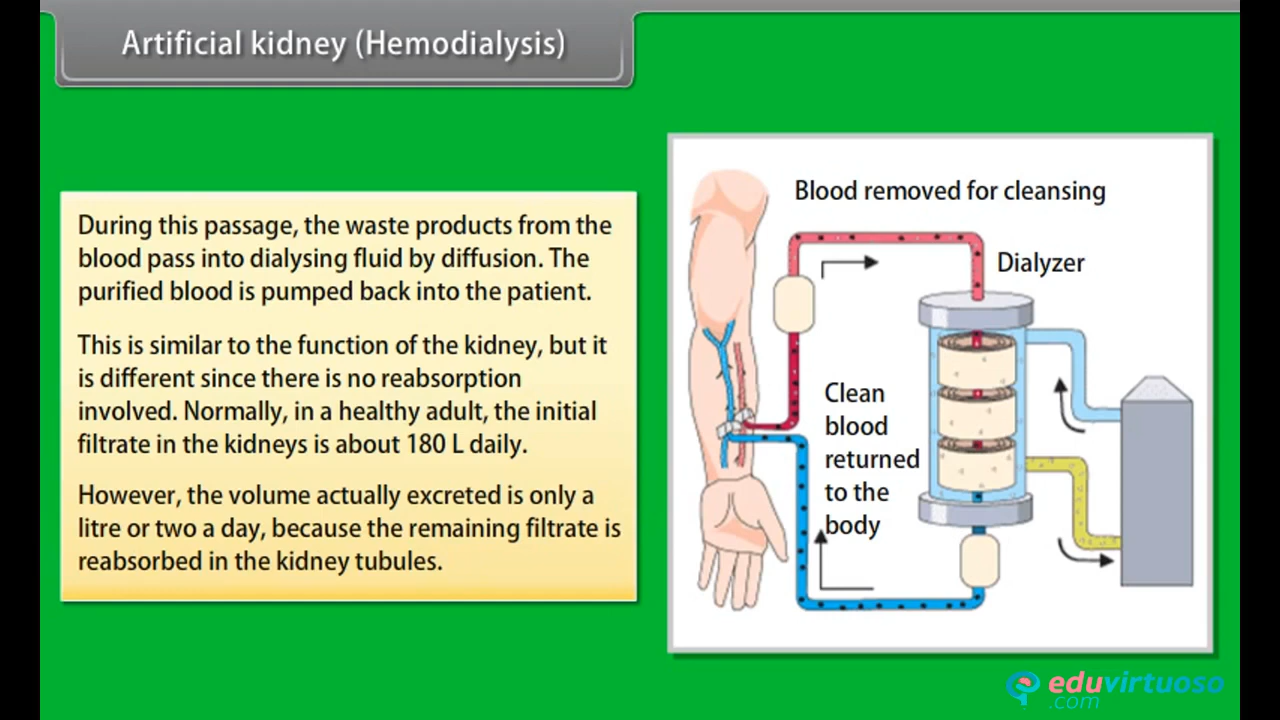 Artificial kidney (Hemodialysis)
During this passage, the waste products from the
blood pass into dialysing fluid by diffusion. The
purified blood is pumped back into the patient.
This is similar to the function of the kidney, but it
is different since there is no reabsorption
involved. Normally, in a healthy adult, the initial
filtrate in the kidneys is about 180 L daily.
However, the volume actually excreted is only a
litre or two a day, because the remaining filtrate is
reabsorbed in the kidney tubules.
Blood removed for cleansing
Dialyzer
Clean
blood
returned
to the
body
eduvirtuoso
.com